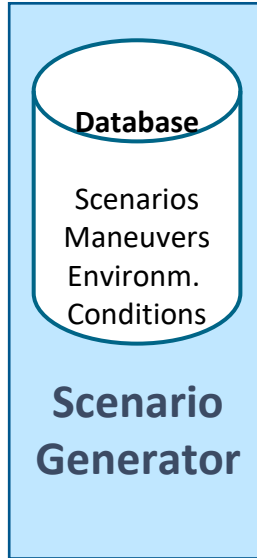 Database
Scenarios
Maneuvers
Environm.
Conditions
Scenario
Generator